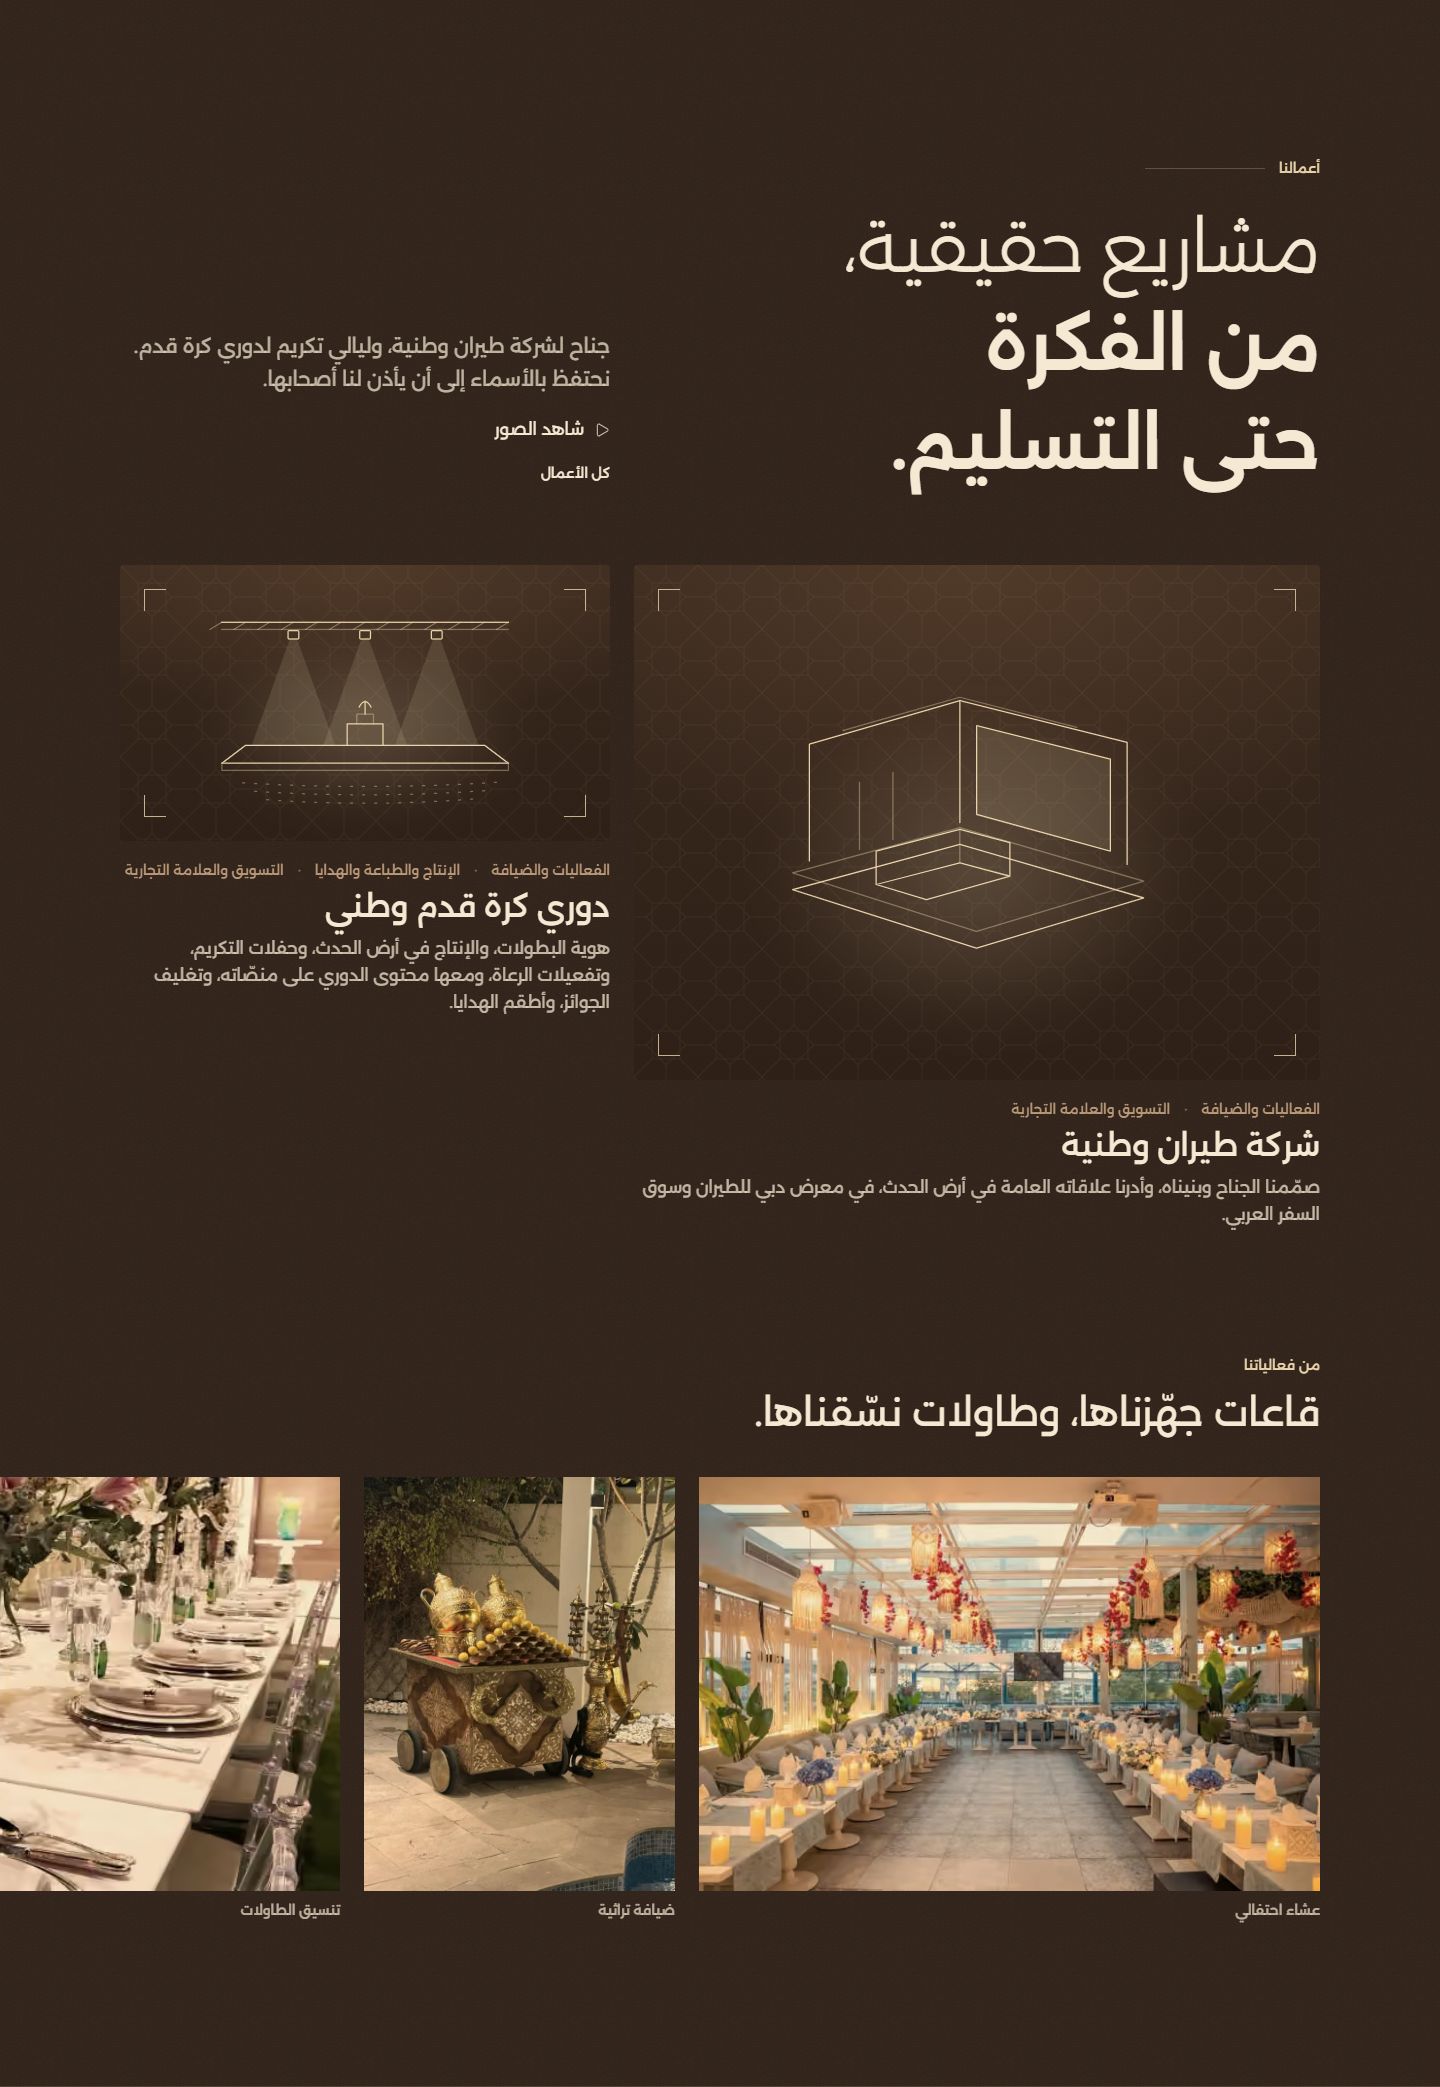 أعمالنا
مشاريع حقيقية،
من الفكرة
حتى التسليم.
جناح لشركة طيران وطنية، وليالي تكريم لدوري كرة قدم.
نحتفظ بالأسماء إلى أن يأذن لنا أصحابها.
شاهد الصور
كل الأعمال
الفعاليات والضيافة · التسويق والعلامة التجارية
شركة طيران وطنية
صمّمنا الجناح وبنيناه، وأدرنا علاقاته العامة في أرض الحدث، في معرض دبي للطيران وسوق
السفر العربي.
الفعاليات والضيافة · الإنتاج والطباعة والهدايا · التسويق والعلامة التجارية
دوري كرة قدم وطني
هوية البطولات، والإنتاج في أرض الحدث، وحفلات التكريم،
وتفعيلات الرعاة، ومعها محتوى الدوري على منصّاته، وتغليف
الجوائز، وأطقم الهدايا.
من فعالياتنا
قاعات جهّزناها، وطاولات نسّقناها.
عشاء احتفالي
ضيافة تراثية
تنسيق الطاولات